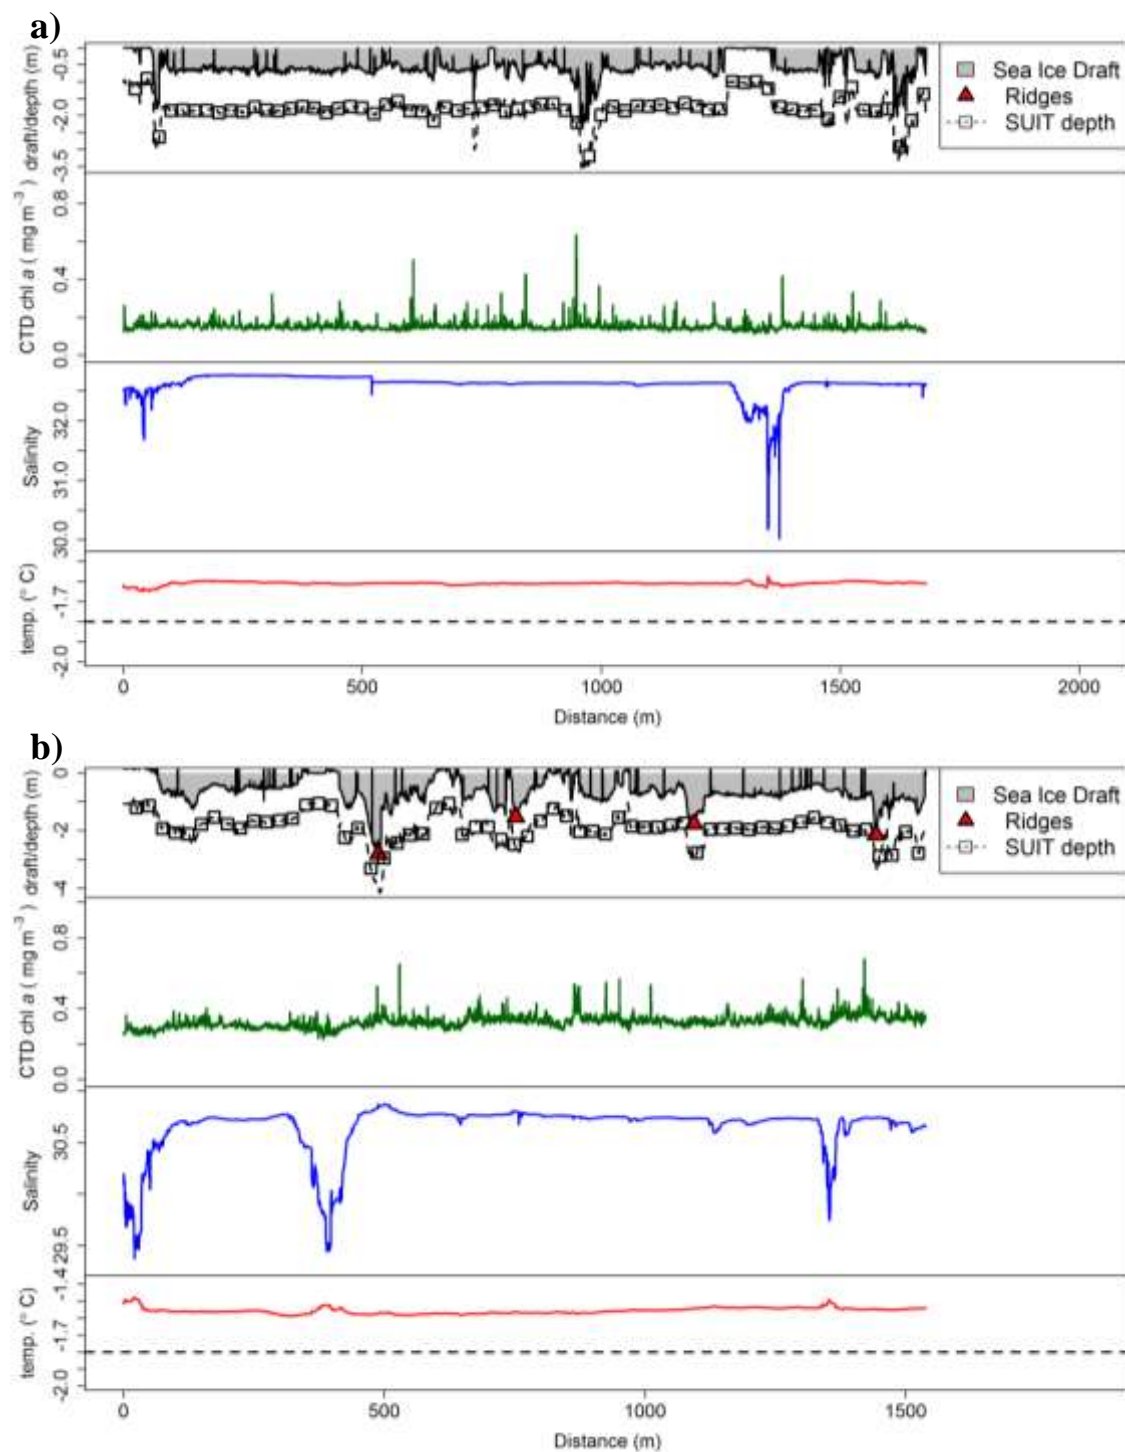 a)
draft/depth (m)
-0.5
-2.0
-3.5
Sea Ice Draft
Ridges
SUIT depth
CTD chl a ( mg m⁻³ )
0.8
0.4
0.0
Salinity
32.0
31.0
30.0
temp. (° C)
-1.7
-2.0
0
500
1000
1500
2000
Distance (m)
b)
draft/depth (m)
0
-2
-4
Sea Ice Draft
Ridges
SUIT depth
CTD chl a ( mg m⁻³ )
0.8
0.4
0.0
Salinity
30.5
29.5
temp. (° C)
-1.4
-1.7
-2.0
0
500
1000
1500
Distance (m)